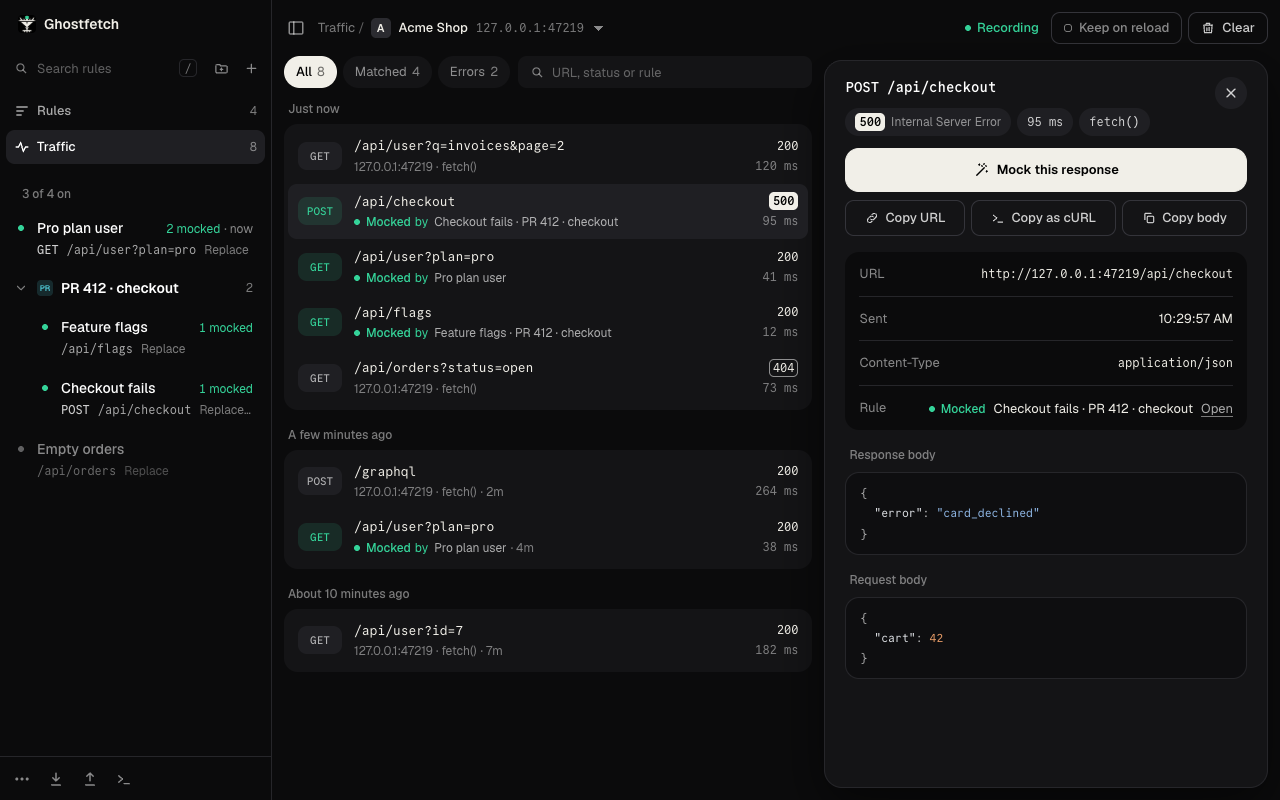 Ghostfetch
Search rules
/
Rules 4
Traffic 8
3 of 4 on
Pro plan user 2 mocked · now
GET /api/user?plan=pro Replace
PR PR 412 · checkout 2
Feature flags 1 mocked
/api/flags Replace
Checkout fails 1 mocked
POST /api/checkout Replace…
Empty orders
/api/orders Replace
Traffic / A Acme Shop 127.0.0.1:47219
Recording
Keep on reload
Clear
All 8
Matched 4
Errors 2
URL, status or rule
Just now
GET /api/user?q=invoices&page=2 200
127.0.0.1:47219 · fetch() 120 ms
POST /api/checkout 500
Mocked by Checkout fails · PR 412 · checkout 95 ms
GET /api/user?plan=pro 200
Mocked by Pro plan user 41 ms
GET /api/flags 200
Mocked by Feature flags · PR 412 · checkout 12 ms
GET /api/orders?status=open 404
127.0.0.1:47219 · fetch() 73 ms
A few minutes ago
POST /graphql 200
127.0.0.1:47219 · fetch() · 2m 264 ms
GET /api/user?plan=pro 200
Mocked by Pro plan user · 4m 38 ms
About 10 minutes ago
GET /api/user?id=7 200
127.0.0.1:47219 · fetch() · 7m 182 ms
POST /api/checkout
500 Internal Server Error
95 ms
fetch()
Mock this response
Copy URL
Copy as cURL
Copy body
URL http://127.0.0.1:47219/api/checkout
Sent 10:29:57 AM
Content-Type application/json
Rule Mocked Checkout fails · PR 412 · checkout Open
Response body
{
"error": "card_declined"
}
Request body
{
"cart": 42
}